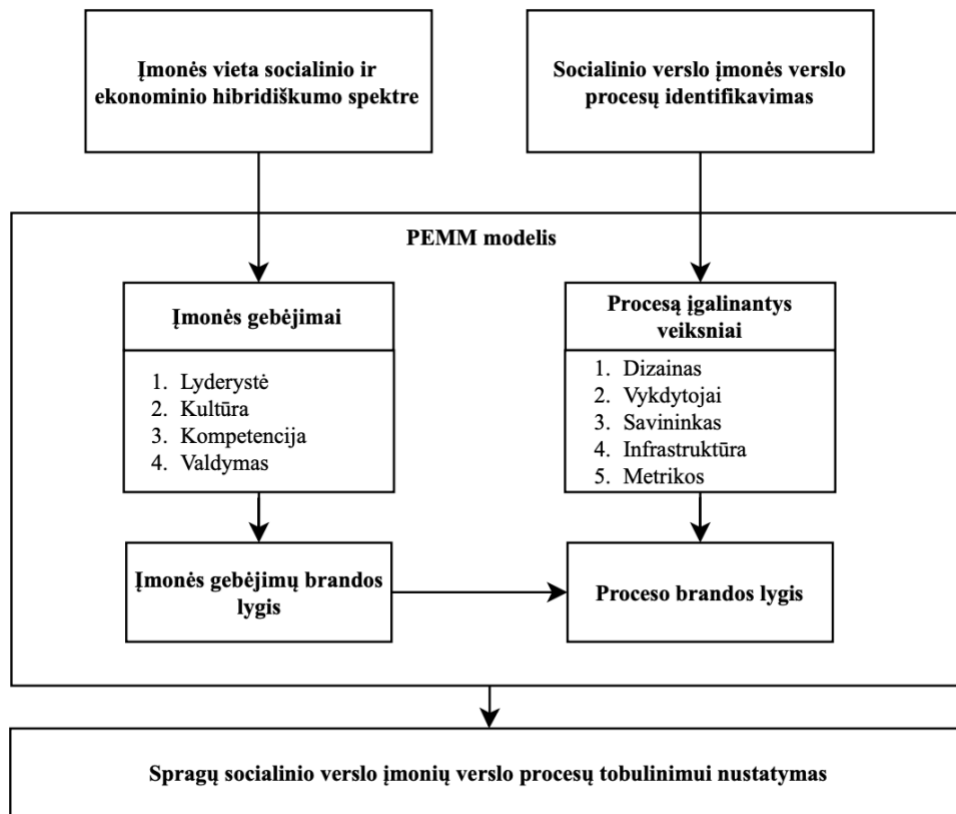 Įmonės vieta socialinio ir
ekonominio hibridiškumo spektre
Socialinio verslo įmonės verslo
procesų identifikavimas
PEMM modelis
Įmonės gebėjimai
1. Lyderystė
2. Kultūra
3. Kompetencija
4. Valdymas
Procesą įgalinantys
veiksniai
1. Dizainas
2. Vykdytojai
3. Savininkas
4. Infrastruktūra
5. Metrikos
Įmonės gebėjimų brandos
lygis
Proceso brandos lygis
Spragų socialinio verslo įmonių verslo procesų tobulinimui nustatymas